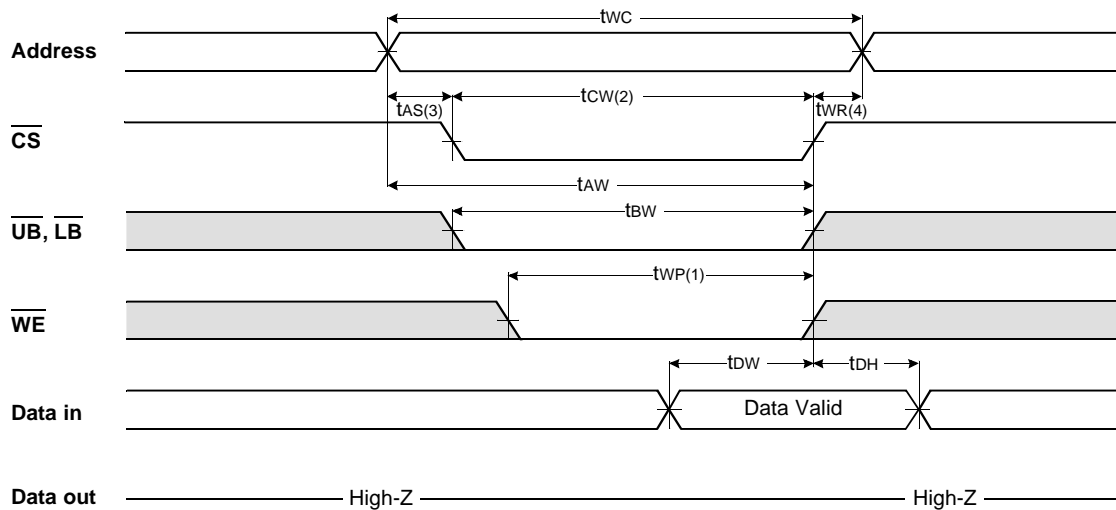 tWC
Address
tAS(3) tCW(2) tWR(4)
CS
tAW
UB, LB
tBW
tWP(1)
WE
tDW tDH
Data in Data Valid
Data out High-Z High-Z